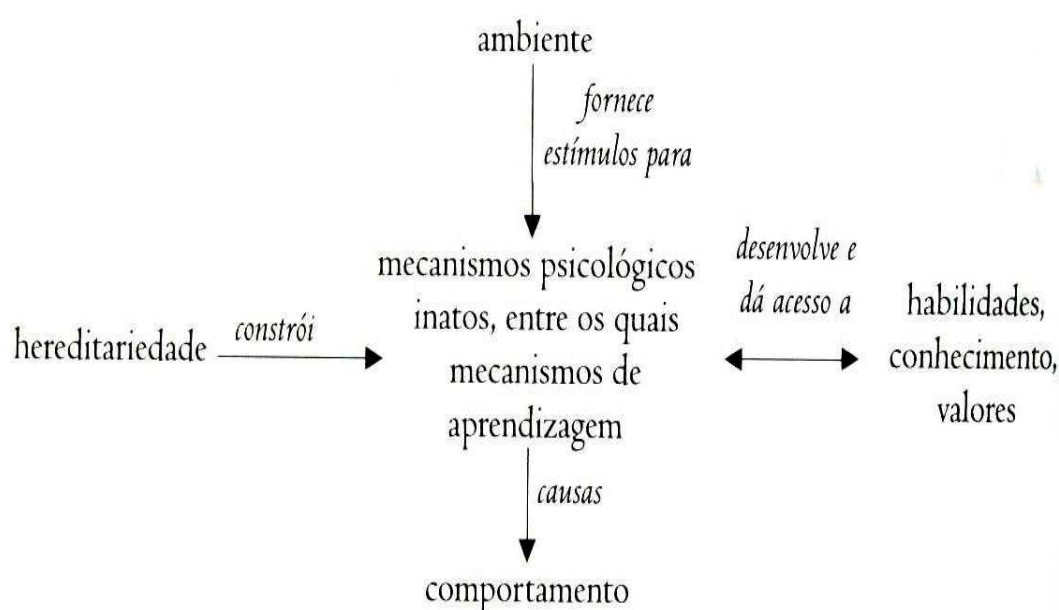 ambiente
fornece
estímulos para
mecanismos psicológicos
inatos, entre os quais
mecanismos de
aprendizagem
hereditariedade
constrói
desenvolve e
dá acesso a
habilidades,
conhecimento,
valores
causas
comportamento